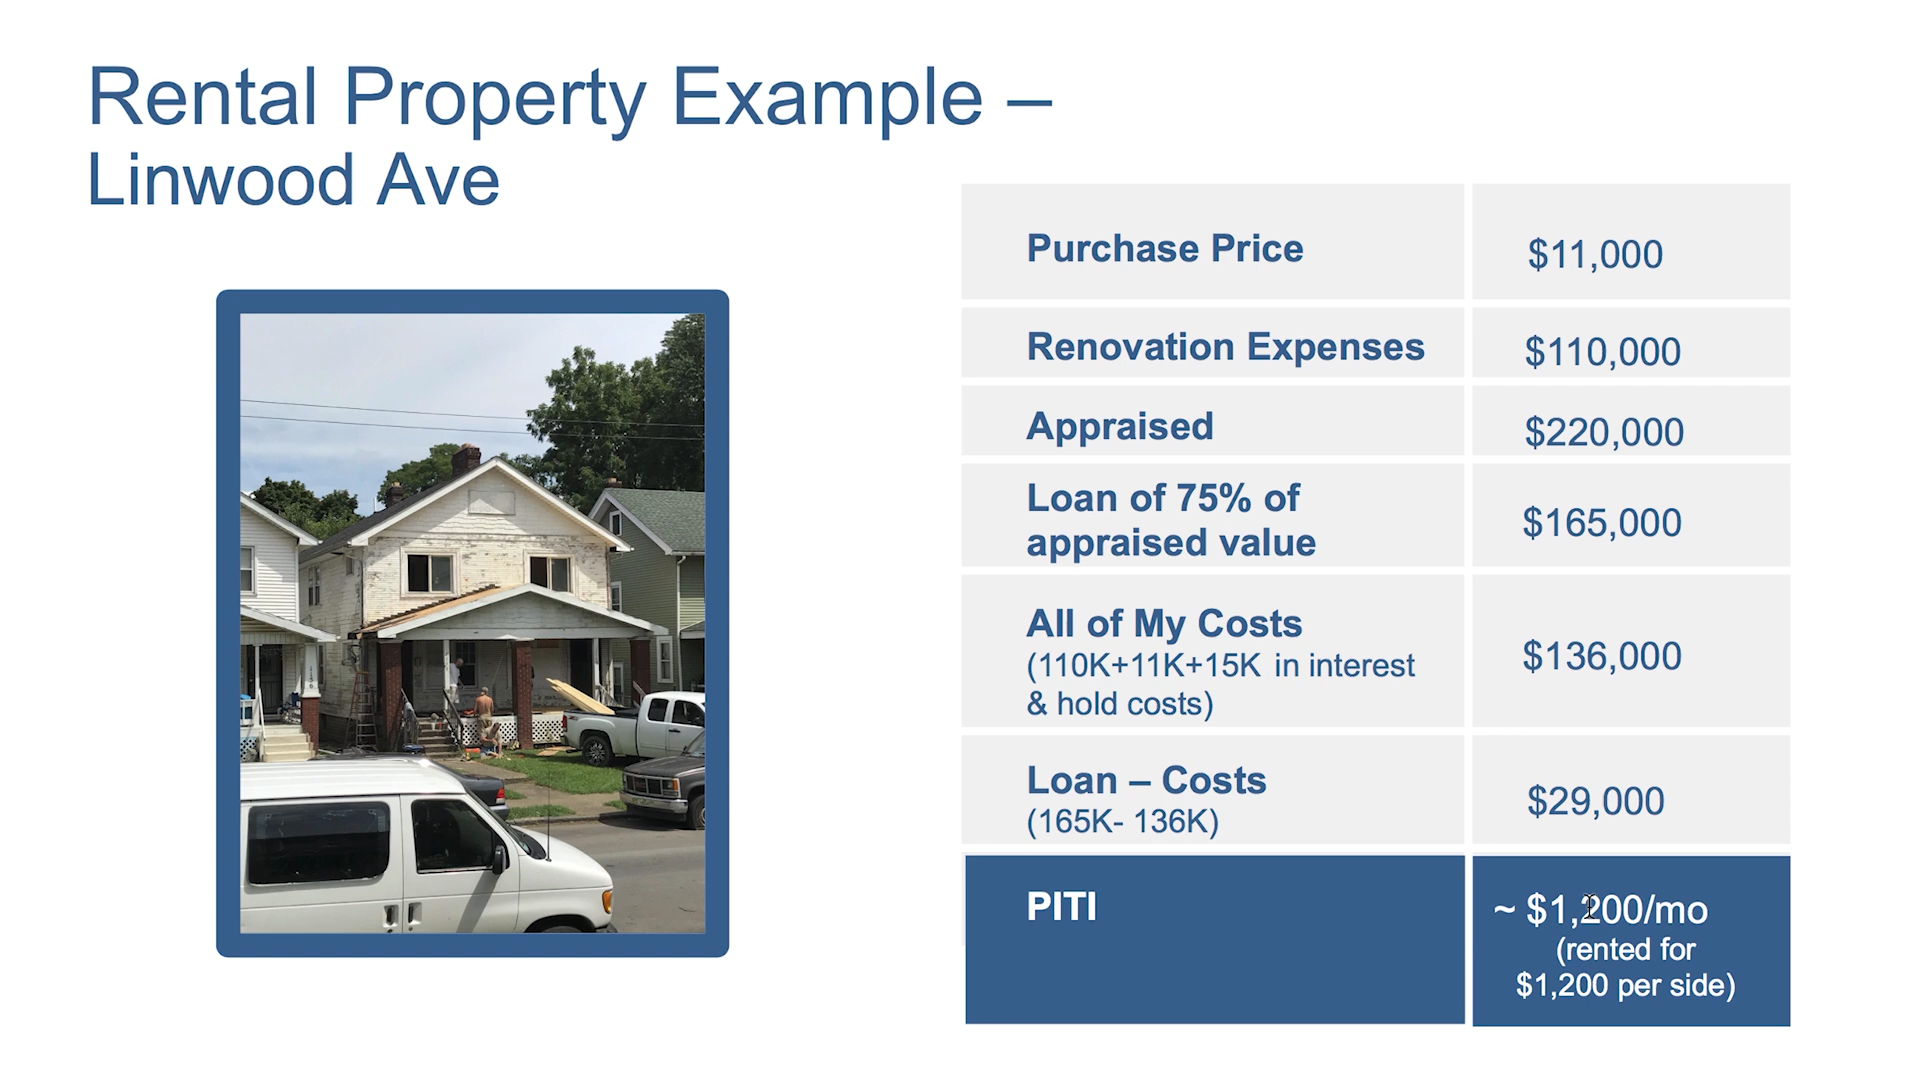 Rental Property Example –
Linwood Ave
Purchase Price
$11,000
Renovation Expenses
$110,000
Appraised
$220,000
Loan of 75% of
appraised value
$165,000
All of My Costs
(110K+11K+15K in interest
& hold costs)
$136,000
Loan – Costs
(165K- 136K)
$29,000
PITI
~ $1,200/mo
(rented for
$1,200 per side)